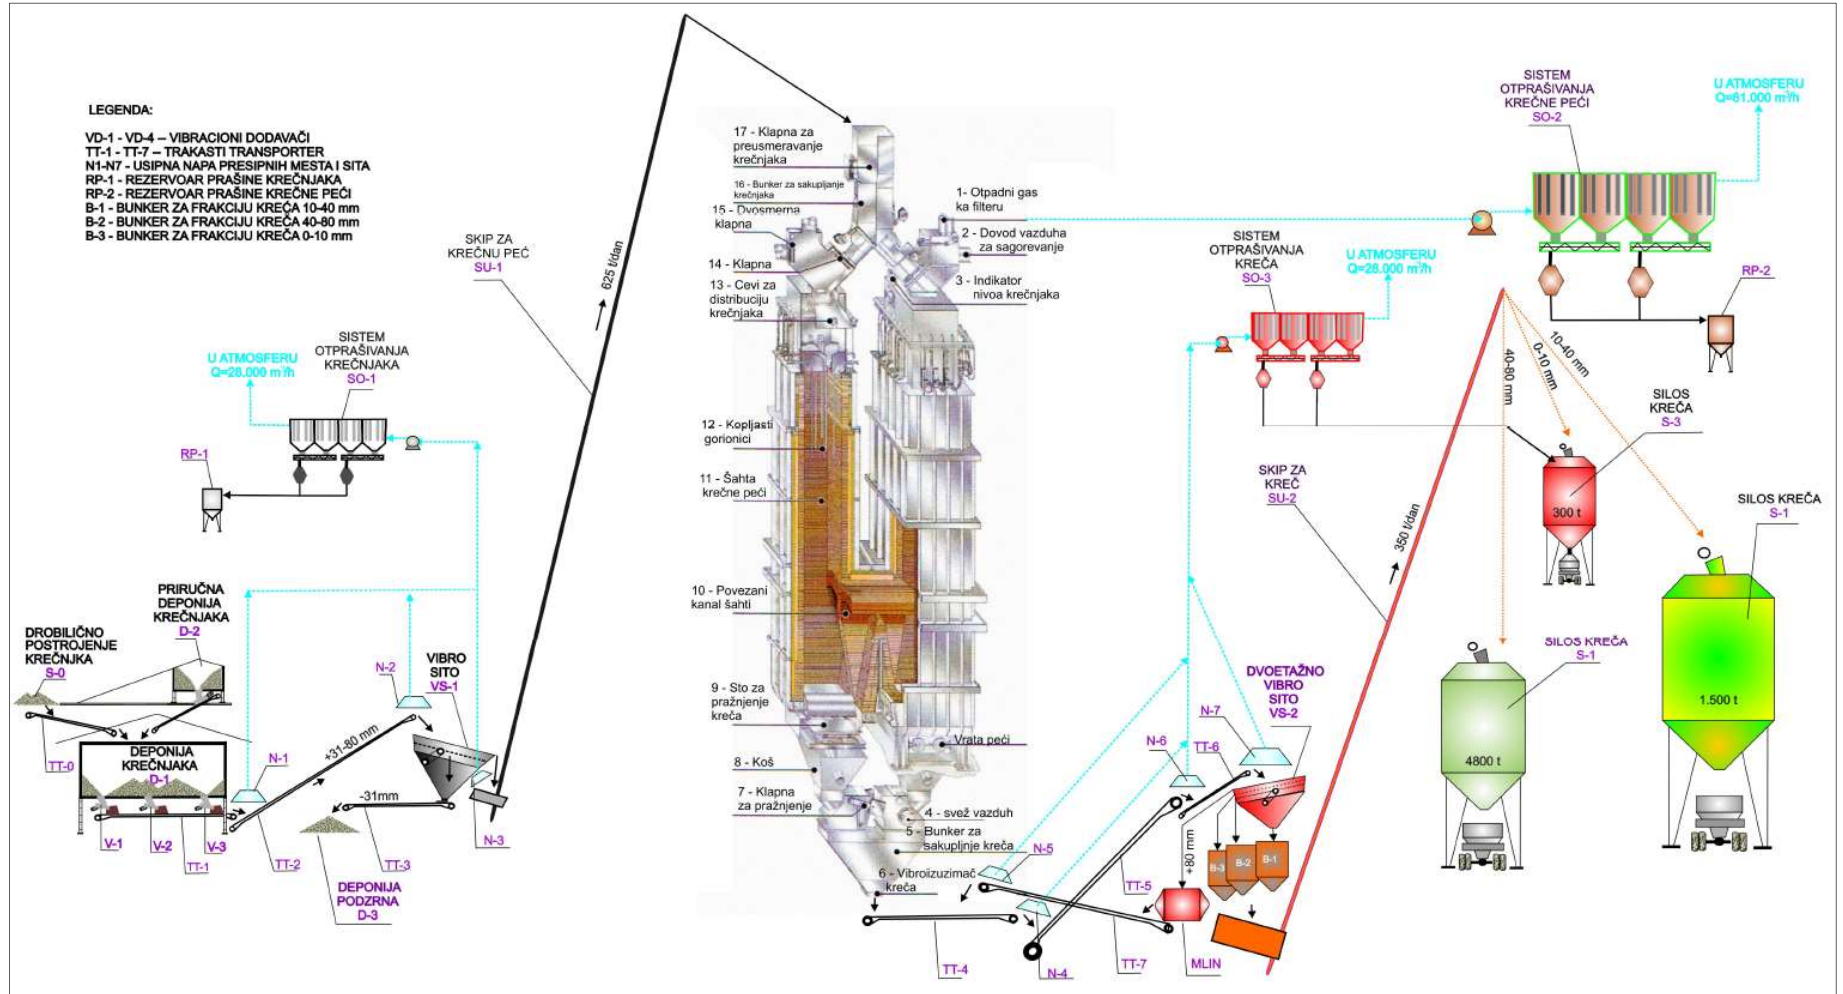 LEGENDA:
VD-1 - VD-4 – VIBRACIONI DODAVAČI
TT-1 - TT-7 – TRAKASTI TRANSPORTER
N1-N7 - USIPNA NAPA PRESIPNIH MESTA I SITA
RP-1 - REZERVOAR PRAŠINE KREČNJAKA
RP-2 - REZERVOAR PRAŠINE KREČNE PEĆI
B-1 - BUNKER ZA FRAKCIJU KREČA 10-40 mm
B-2 - BUNKER ZA FRAKCIJU KREČA 40-80 mm
B-3 - BUNKER ZA FRAKCIJU KREČA 0-10 mm
SKIP ZA
KREČNU PEĆ
SU-1
625 t/dan
SISTEM
OTPRAŠIVANJA
KREČNJAKA
SO-1
U ATMOSFERU
Q=28.000 m³/h
RP-1
PRIRUČNA
DEPONIJA
KREČNJAKA
D-2
DROBILIČNO
POSTROJENJE
KREČNJKA
S-0
TT-0
DEPONIJA
KREČNJAKA
D-1
V-1
V-2
V-3
TT-1
N-1
TT-2
+31-80 mm
N-2
VIBRO
SITO
VS-1
-31mm
TT-3
N-3
DEPONIJA
PODZRNA
D-3
17 - Klapna za
preusmeravanje
krečnjaka
16 - Bunker za sakupljanje
krečnjaka
15 - Dvosmerna
klapna
14 - Klapna
13 - Cevi za
distribuciju
krečnjaka
12 - Kopljasti
gorionici
11 - Šahta
krečne peći
10 - Povezani
kanal šahti
9 - Sto za
pražnjenje
kreča
8 - Koš
7 - Klapna
za pražnjenje
1- Otpadni gas
ka filteru
2 - Dovod vazduha
za sagorevanje
3 - Indikator
nivoa krečnjaka
Vrata peći
4 - svež vazduh
5 - Bunker za
sakupljnje kreča
6 - Vibroizuzimač
kreča
TT-4
N-5
N-4
TT-5
TT-7
MLIN
N-6
TT-6
N-7
+80 mm
DVOETAŽNO
VIBRO
SITO
VS-2
B-3
B-2
B-1
SISTEM
OTPRAŠIVANJA
KREČA
SO-3
U ATMOSFERU
Q=28.000 m³/h
SKIP ZA
KREČ
SU-2
350 t/dan
SISTEM
OTPRAŠIVANJA
KREČNE PEĆI
SO-2
U ATMOSFERU
Q=81.000 m³/h
RP-2
40-80 mm
0-10 mm
10-40 mm
SILOS
KREČA
S-3
300 t
SILOS KREČA
S-1
4800 t
SILOS KREČA
S-1
1.500 t